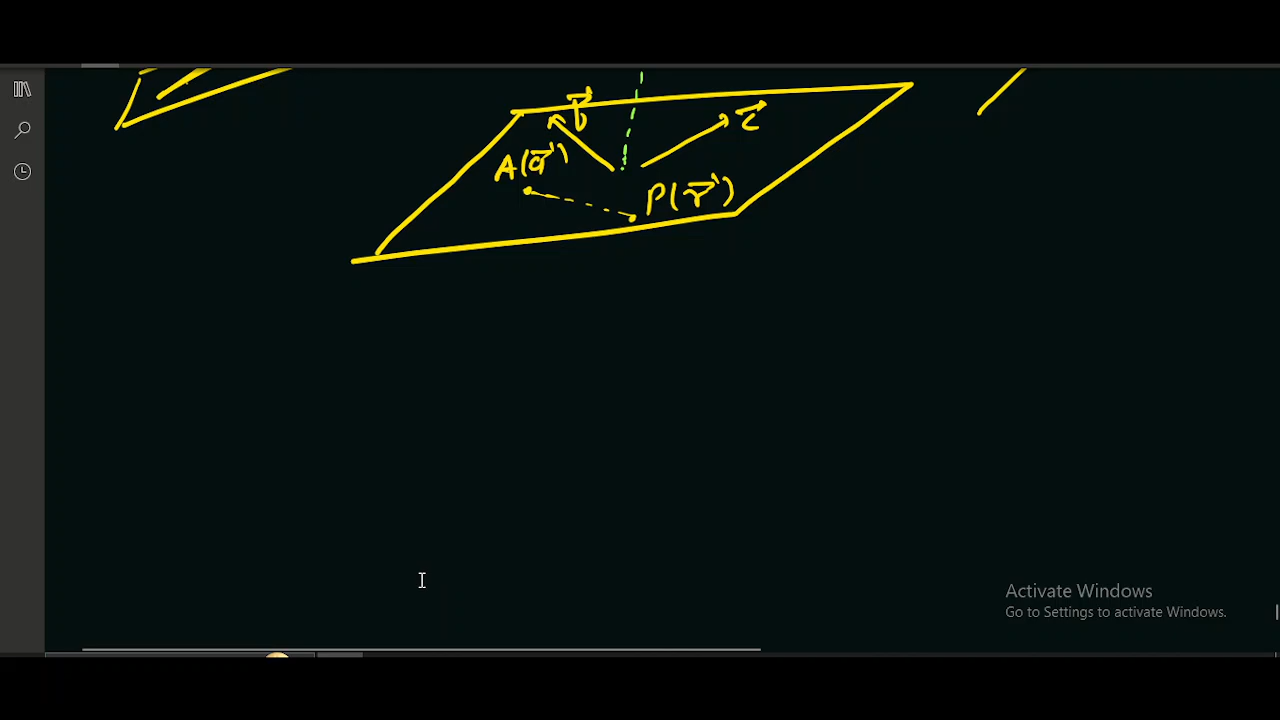 b⃗
c⃗
A(a⃗)
P(r⃗)
Activate Windows
Go to Settings to activate Windows.